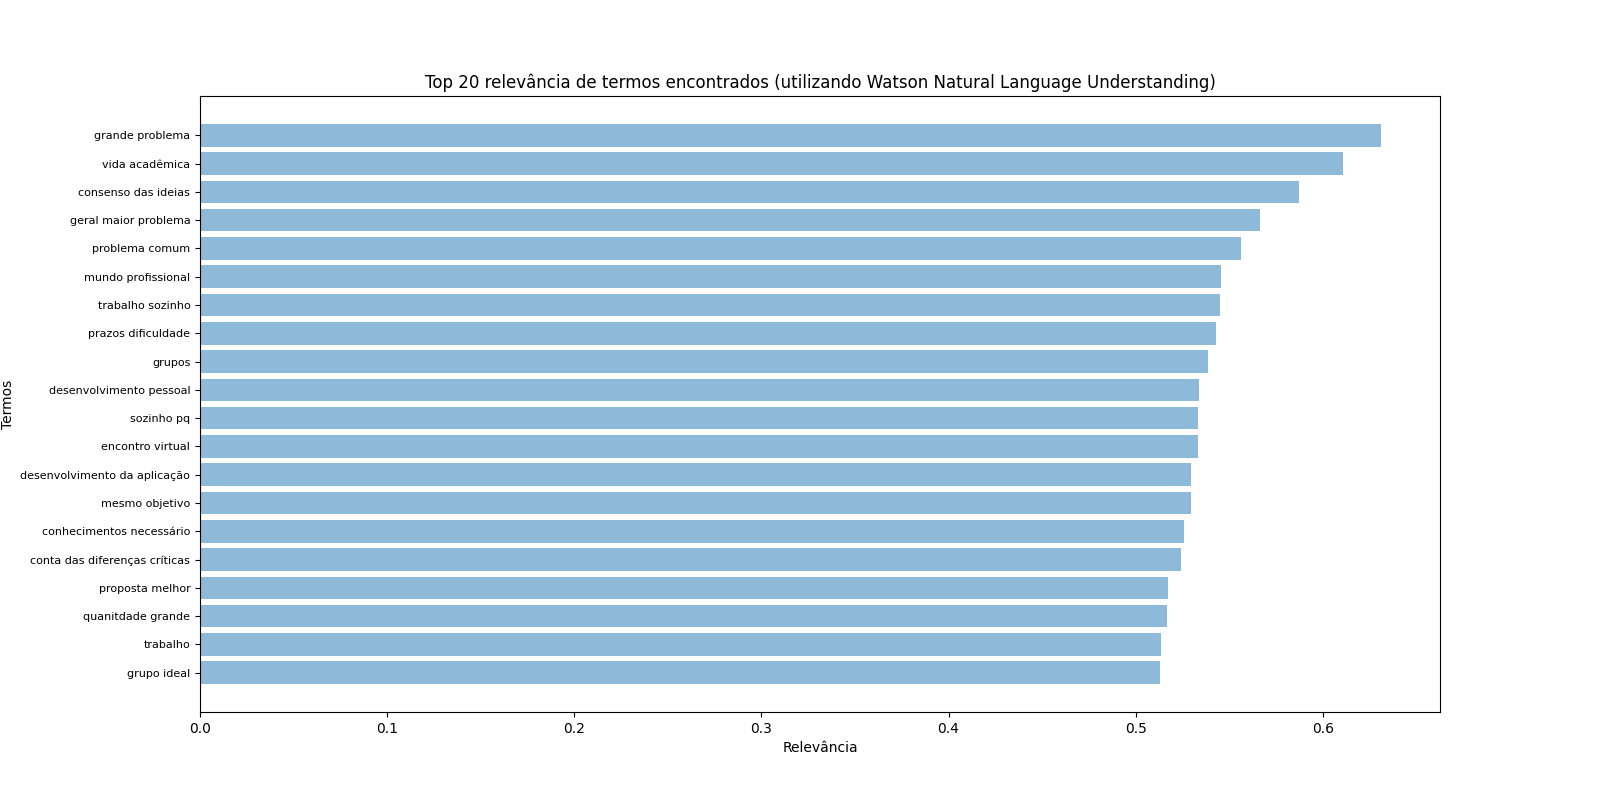 Top 20 relevância de termos encontrados (utilizando Watson Natural Language Understanding)
Termos
grande problema
vida acadêmica
consenso das ideias
geral maior problema
problema comum
mundo profissional
trabalho sozinho
prazos dificuldade
grupos
desenvolvimento pessoal
sozinho pq
encontro virtual
desenvolvimento da aplicação
mesmo objetivo
conhecimentos necessário
conta das diferenças críticas
proposta melhor
quanitdade grande
trabalho
grupo ideal
0.0 0.1 0.2 0.3 0.4 0.5 0.6
Relevância